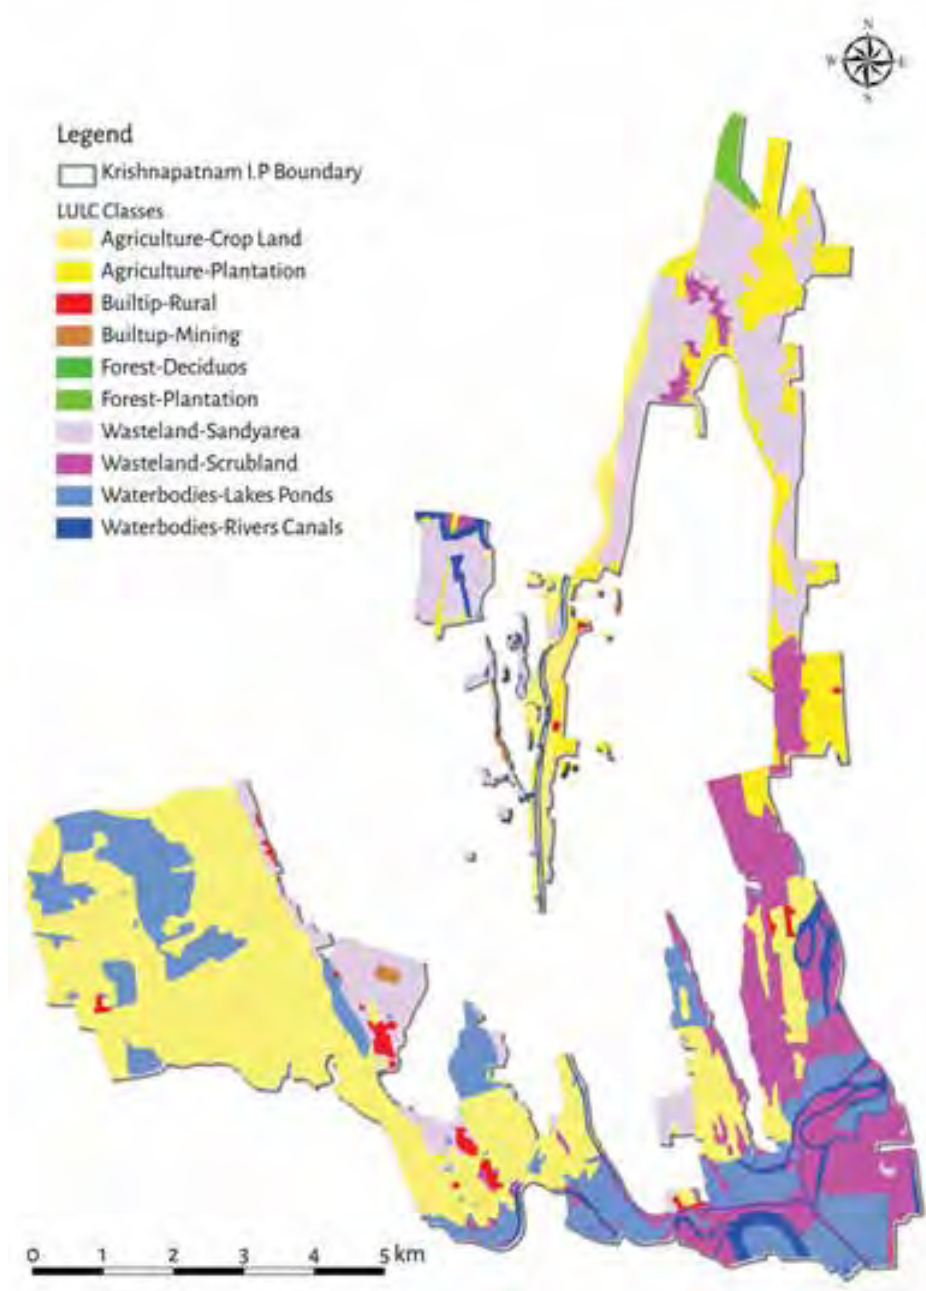 N
W E
S
Legend
Krishnapatnam I.P Boundary
LULC Classes
Agriculture-Crop Land
Agriculture-Plantation
Builtip-Rural
Builtup-Mining
Forest-Deciduos
Forest-Plantation
Wasteland-Sandyarea
Wasteland-Scrubland
Waterbodies-Lakes Ponds
Waterbodies-Rivers Canals
0 1 2 3 4 5 km